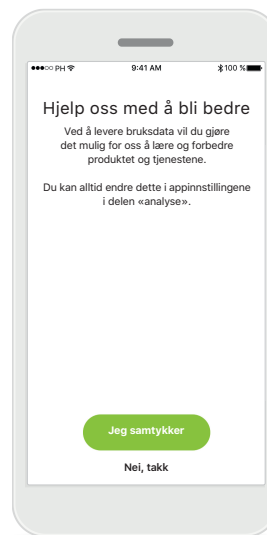 PH 9:41 AM 100 %
Hjelp oss med å bli bedre
Ved å levere bruksdata vil du gjøre
det mulig for oss å lære og forbedre
produktet og tjenestene.
Du kan alltid endre dette i appinnstillingene
i delen «analyse».
Jeg samtykker
Nei, takk